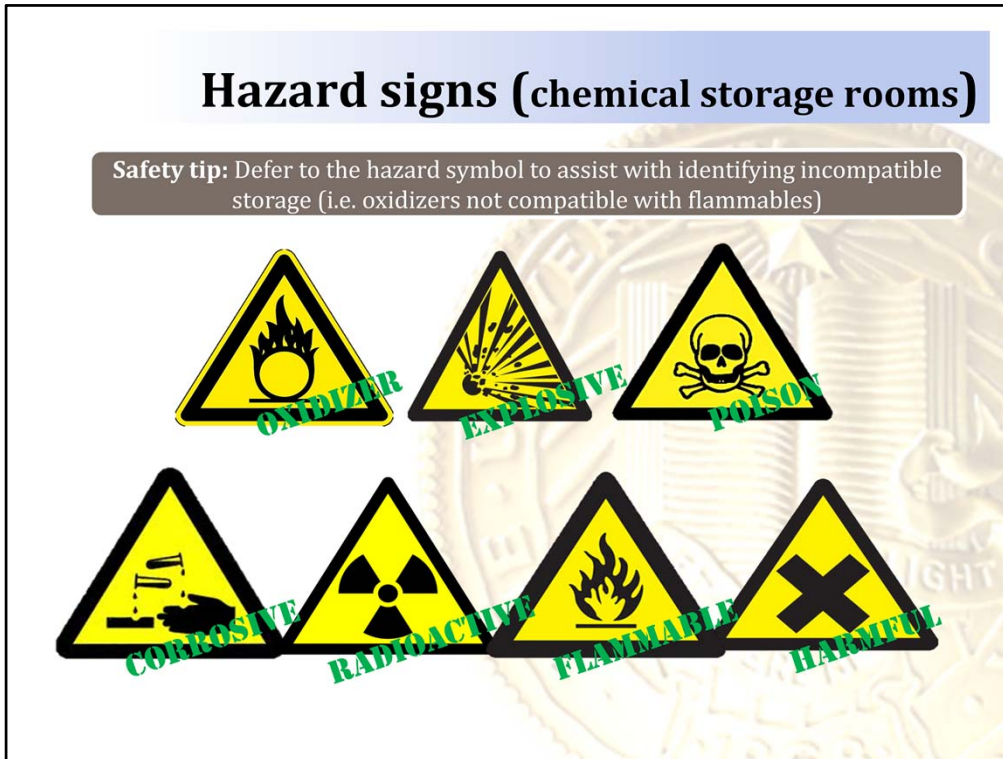 Hazard signs (chemical storage rooms)
Safety tip: Defer to the hazard symbol to assist with identifying incompatible
storage (i.e. oxidizers not compatible with flammables)
OXIDIZER
EXPLOSIVE
POISON
CORROSIVE
RADIOACTIVE
FLAMMABLE
HARMFUL